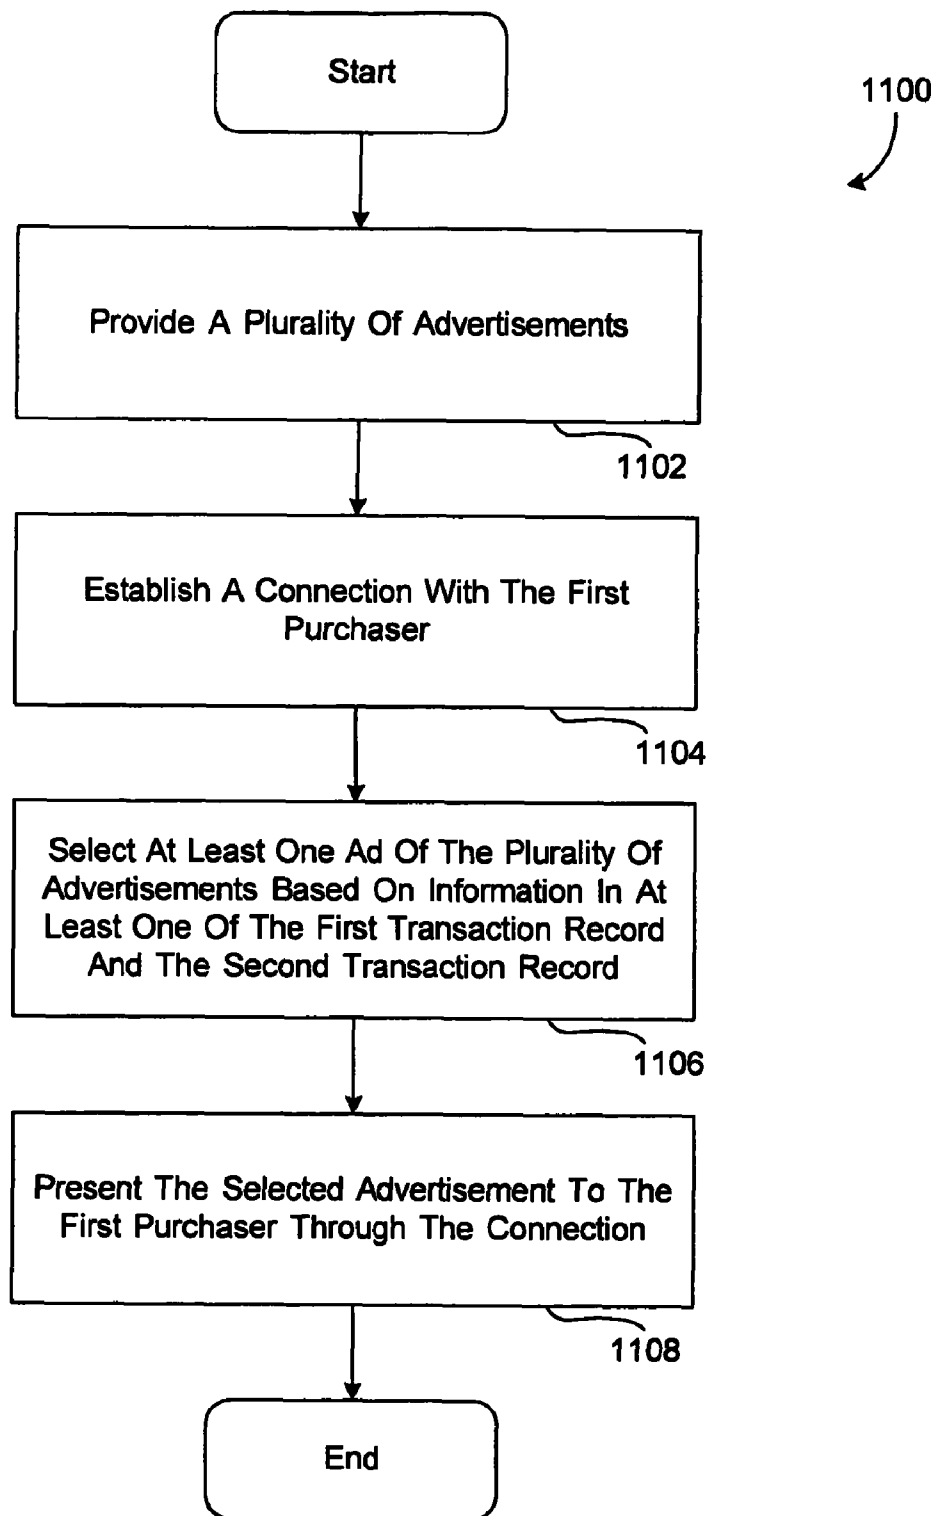 Start
1100
Provide A Plurality Of Advertisements
1102
Establish A Connection With The First
Purchaser
1104
Select At Least One Ad Of The Plurality Of
Advertisements Based On Information In At
Least One Of The First Transaction Record
And The Second Transaction Record
1106
Present The Selected Advertisement To The
First Purchaser Through The Connection
1108
End